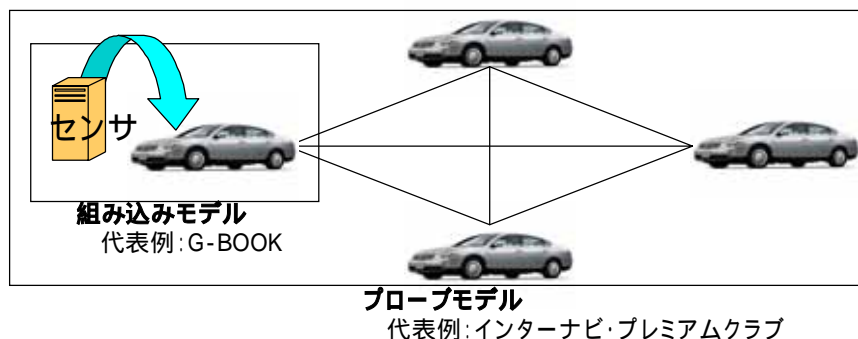 センサ
組み込みモデル
代表例：G-BOOK
プローブモデル
代表例：インターナビ・プレミアムクラブ